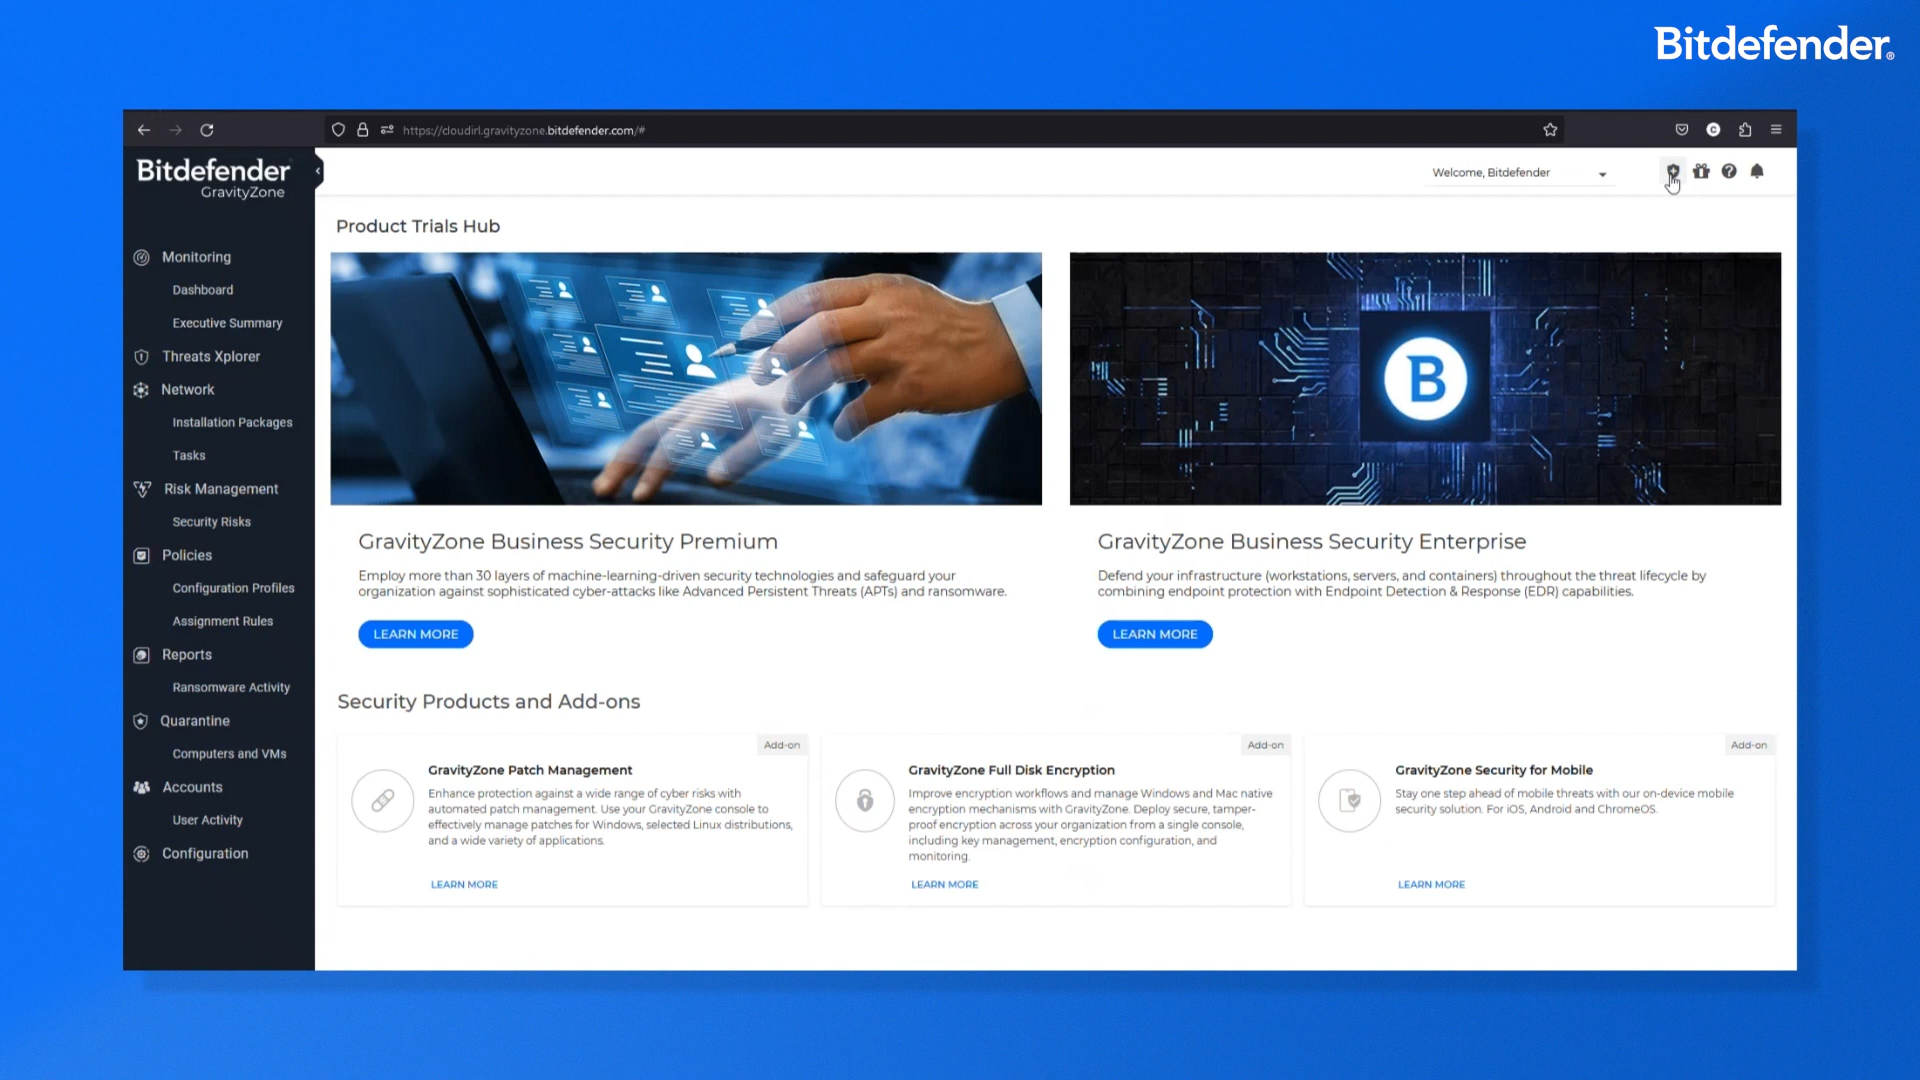 Bitdefender®
https://cloudirl.gravityzone.bitdefender.com/#
Bitdefender
GravityZone
Welcome, Bitdefender
Monitoring
Dashboard
Executive Summary
Threats Xplorer
Network
Installation Packages
Tasks
Risk Management
Security Risks
Policies
Configuration Profiles
Assignment Rules
Reports
Ransomware Activity
Quarantine
Computers and VMs
Accounts
User Activity
Configuration
Product Trials Hub
B
GravityZone Business Security Premium
Employ more than 30 layers of machine-learning-driven security technologies and safeguard your
organization against sophisticated cyber-attacks like Advanced Persistent Threats (APTs) and ransomware.
LEARN MORE
GravityZone Business Security Enterprise
Defend your infrastructure (workstations, servers, and containers) throughout the threat lifecycle by
combining endpoint protection with Endpoint Detection & Response (EDR) capabilities.
LEARN MORE
Security Products and Add-ons
Add-on
GravityZone Patch Management
Enhance protection against a wide range of cyber risks with
automated patch management. Use your GravityZone console to
effectively manage patches for Windows, selected Linux distributions,
and a wide variety of applications.
LEARN MORE
Add-on
GravityZone Full Disk Encryption
Improve encryption workflows and manage Windows and Mac native
encryption mechanisms with GravityZone. Deploy secure, tamper-
proof encryption across your organization from a single console,
including key management, encryption configuration, and
monitoring.
LEARN MORE
Add-on
GravityZone Security for Mobile
Stay one step ahead of mobile threats with our on-device mobile
security solution. For iOS, Android and ChromeOS.
LEARN MORE